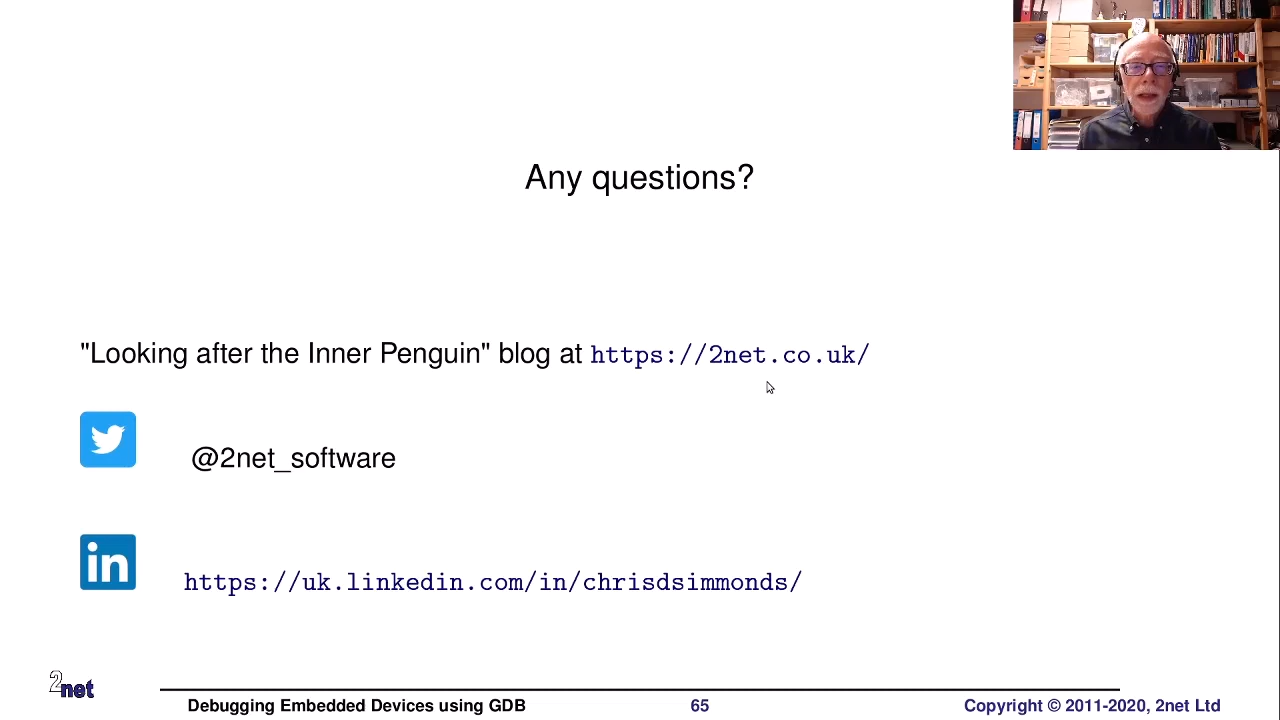 Any questions?
"Looking after the Inner Penguin" blog at https://2net.co.uk/
@2net_software
in
https://uk.linkedin.com/in/chrisdsimmonds/
2net
Debugging Embedded Devices using GDB 65 Copyright © 2011-2020, 2net Ltd